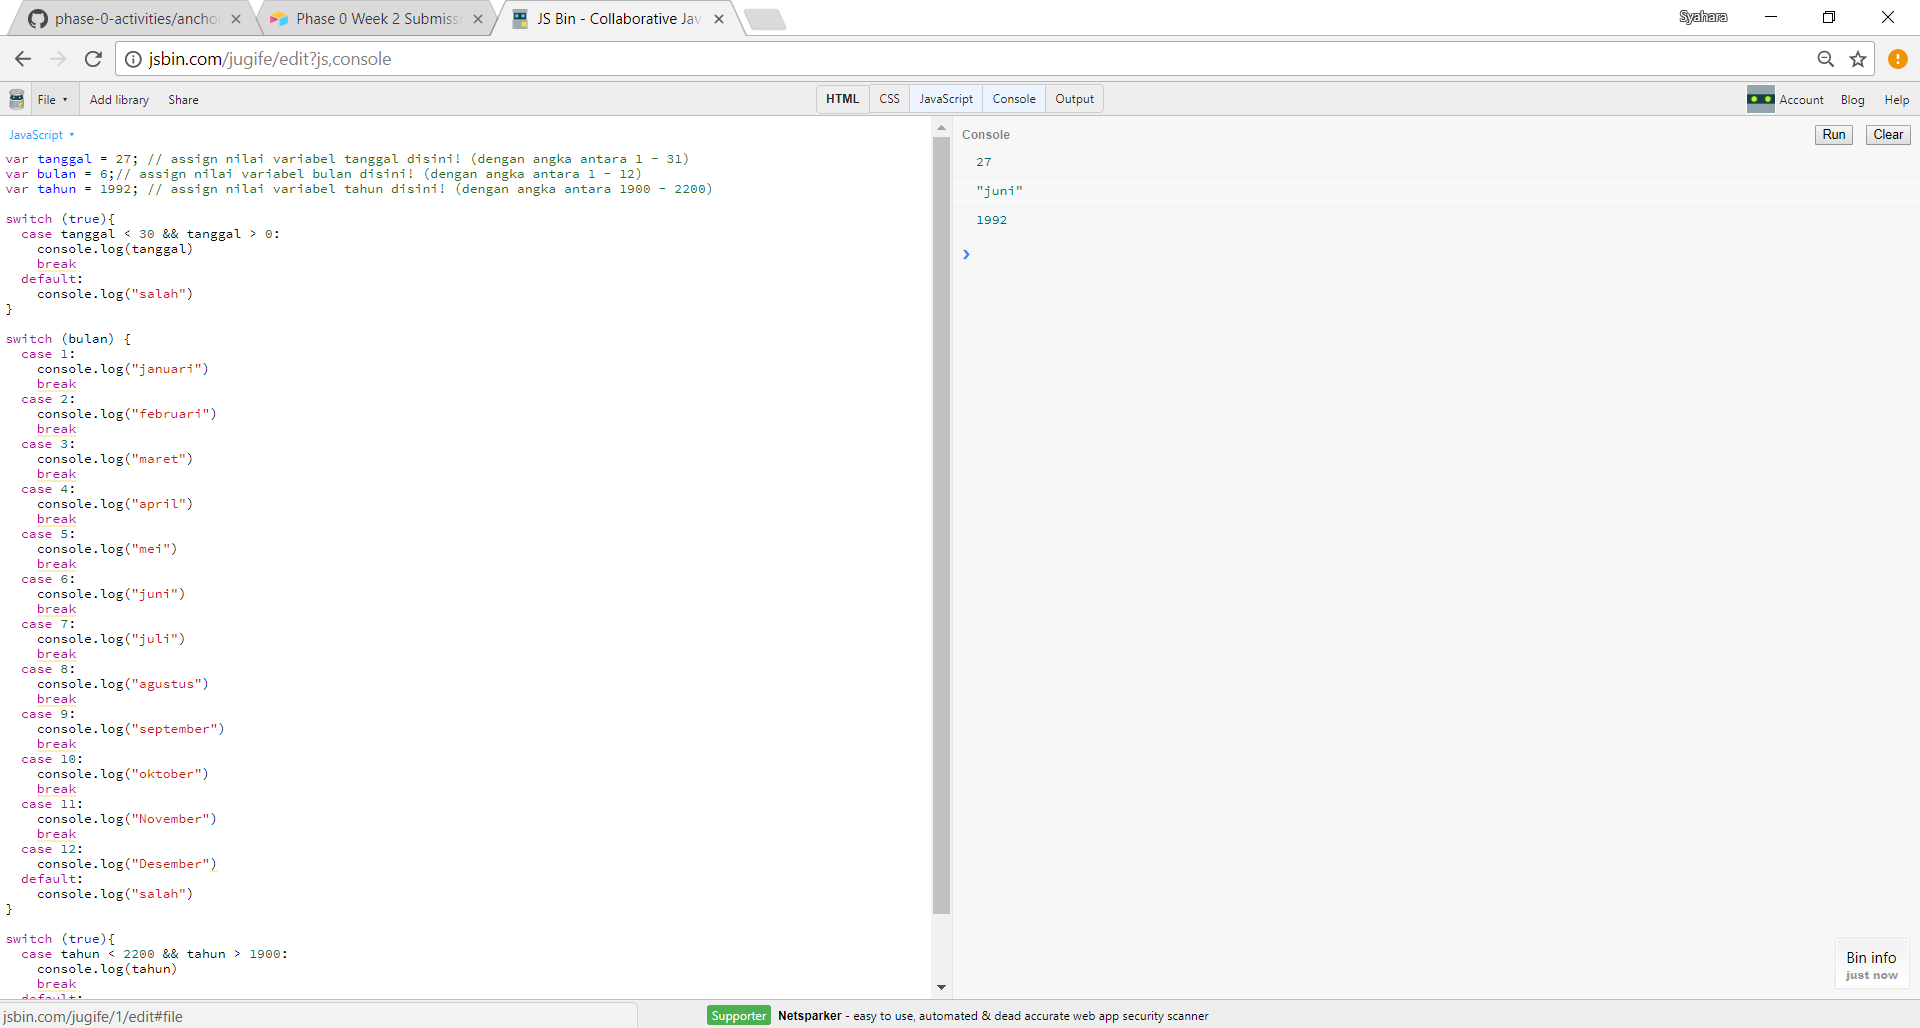 phase-0-activities/ancho
Phase 0 Week 2 Submiss
JS Bin - Collaborative Jav
Syahara
jsbin.com/jugife/edit?js,console
File
Add library
Share
HTML
CSS
JavaScript
Console
Output
Account
Blog
Help
JavaScript
var tanggal = 27; // assign nilai variabel tanggal disini! (dengan angka antara 1 - 31)
var bulan = 6;// assign nilai variabel bulan disini! (dengan angka antara 1 - 12)
var tahun = 1992; // assign nilai variabel tahun disini! (dengan angka antara 1900 - 2200)
switch (true){
case tanggal < 30 && tanggal > 0:
console.log(tanggal)
break
default:
console.log("salah")
}
switch (bulan) {
case 1:
console.log("januari")
break
case 2:
console.log("februari")
break
case 3:
console.log("maret")
break
case 4:
console.log("april")
break
case 5:
console.log("mei")
break
case 6:
console.log("juni")
break
case 7:
console.log("juli")
break
case 8:
console.log("agustus")
break
case 9:
console.log("september")
break
case 10:
console.log("oktober")
break
case 11:
console.log("November")
break
case 12:
console.log("Desember")
default:
console.log("salah")
}
switch (true){
case tahun < 2200 && tahun > 1900:
console.log(tahun)
break
default:
Console
Run
Clear
27
"juni"
1992
Bin info
just now
jsbin.com/jugife/1/edit#file
Supporter Netsparker - easy to use, automated & dead accurate web app security scanner